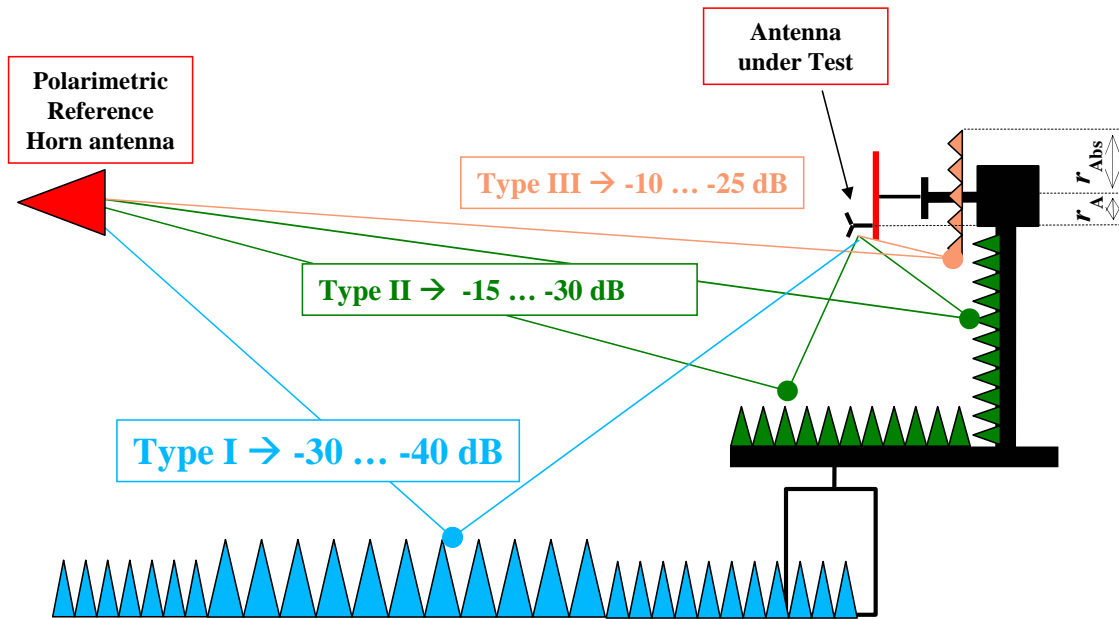 Polarimetric
Reference
Horn antenna
Antenna
under Test
Type III → -10 … -25 dB
r Abs
r A
Type II → -15 … -30 dB
Type I → -30 … -40 dB